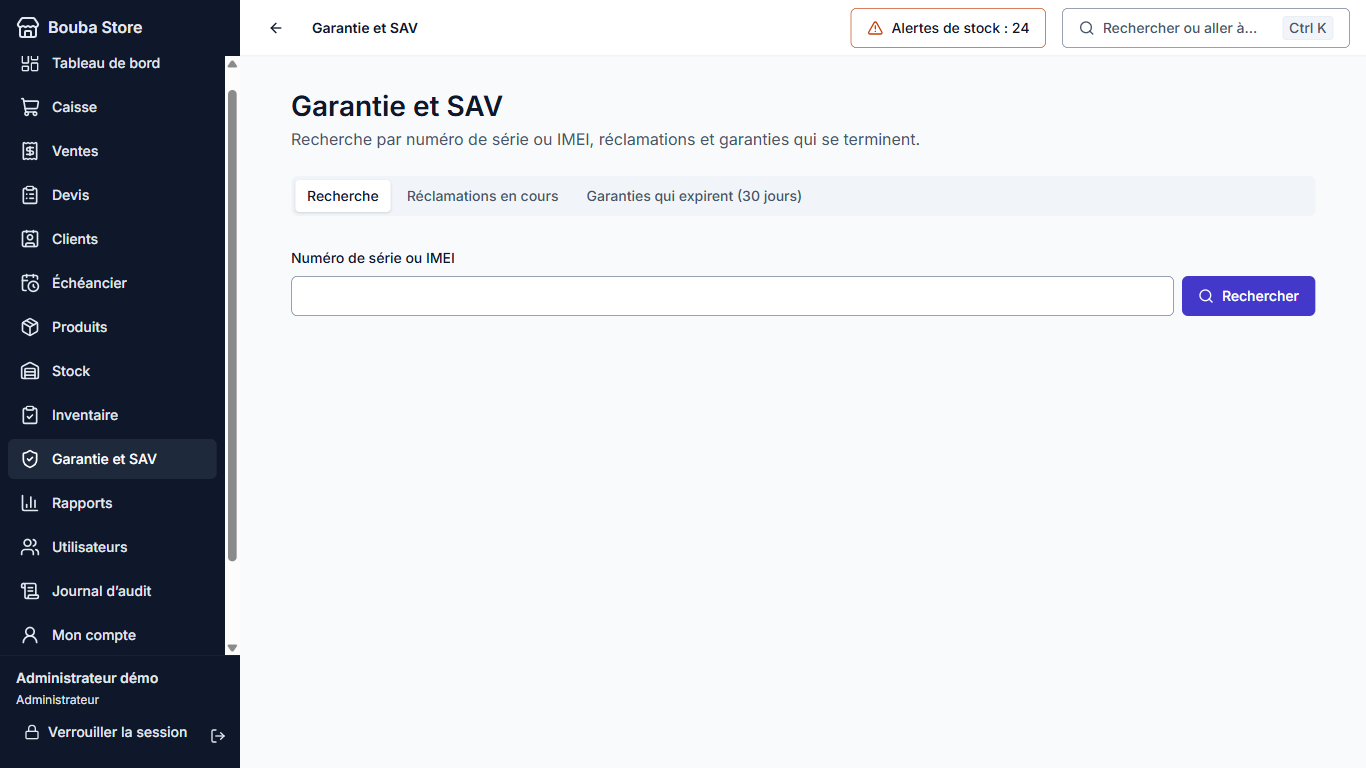 Bouba Store
Tableau de bord
Caisse
Ventes
Devis
Clients
Échéancier
Produits
Stock
Inventaire
Garantie et SAV
Rapports
Utilisateurs
Journal d’audit
Mon compte
Administrateur démo
Administrateur
Verrouiller la session
Garantie et SAV
Alertes de stock : 24
Rechercher ou aller à... Ctrl K
Garantie et SAV
Recherche par numéro de série ou IMEI, réclamations et garanties qui se terminent.
Recherche Réclamations en cours Garanties qui expirent (30 jours)
Numéro de série ou IMEI
Rechercher